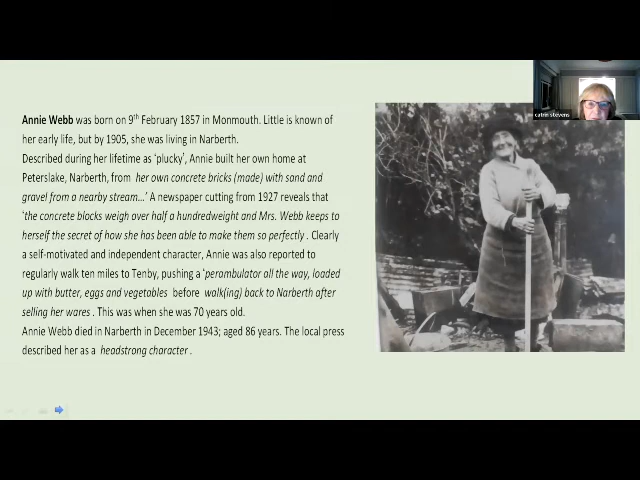 catrin stevens
Annie Webb was born on 9th February 1857 in Monmouth. Little is known of
her early life, but by 1905, she was living in Narberth.
Described during her lifetime as 'plucky', Annie built her own home at
Peterslake, Narberth, from her own concrete bricks (made) with sand and
gravel from a nearby stream...' A newspaper cutting from 1927 reveals that
'the concrete blocks weigh over half a hundredweight and Mrs. Webb keeps to
herself the secret of how she has been able to make them so perfectly . Clearly
a self-motivated and independent character, Annie was also reported to
regularly walk ten miles to Tenby, pushing a 'perambulator all the way, loaded
up with butter, eggs and vegetables before walk(ing) back to Narberth after
selling her wares . This was when she was 70 years old.
Annie Webb died in Narberth in December 1943; aged 86 years. The local press
described her as a headstrong character .